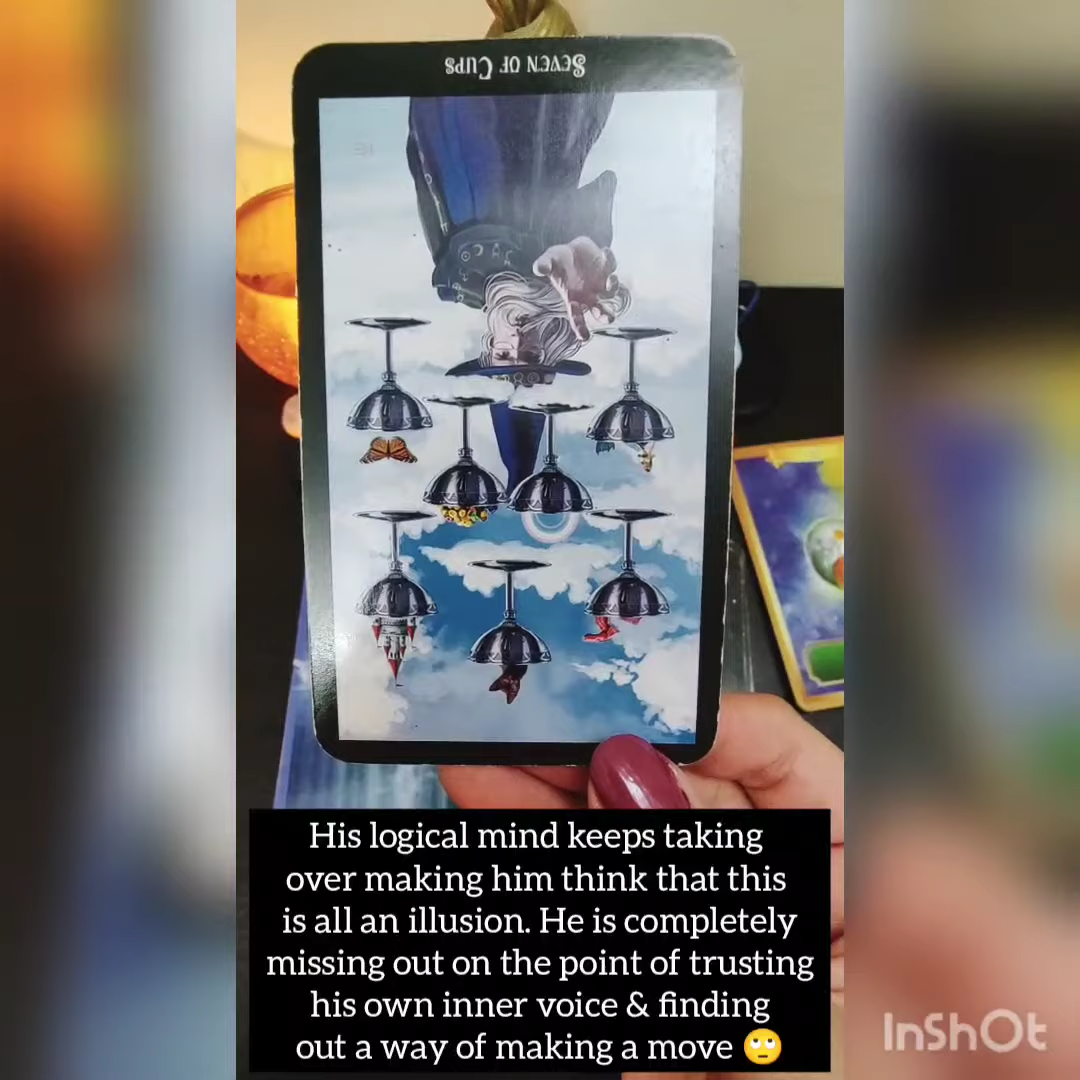 Seven of Cups
His logical mind keeps taking
over making him think that this
is all an illusion. He is completely
missing out on the point of trusting
his own inner voice & finding
out a way of making a move 🙄
InShOt